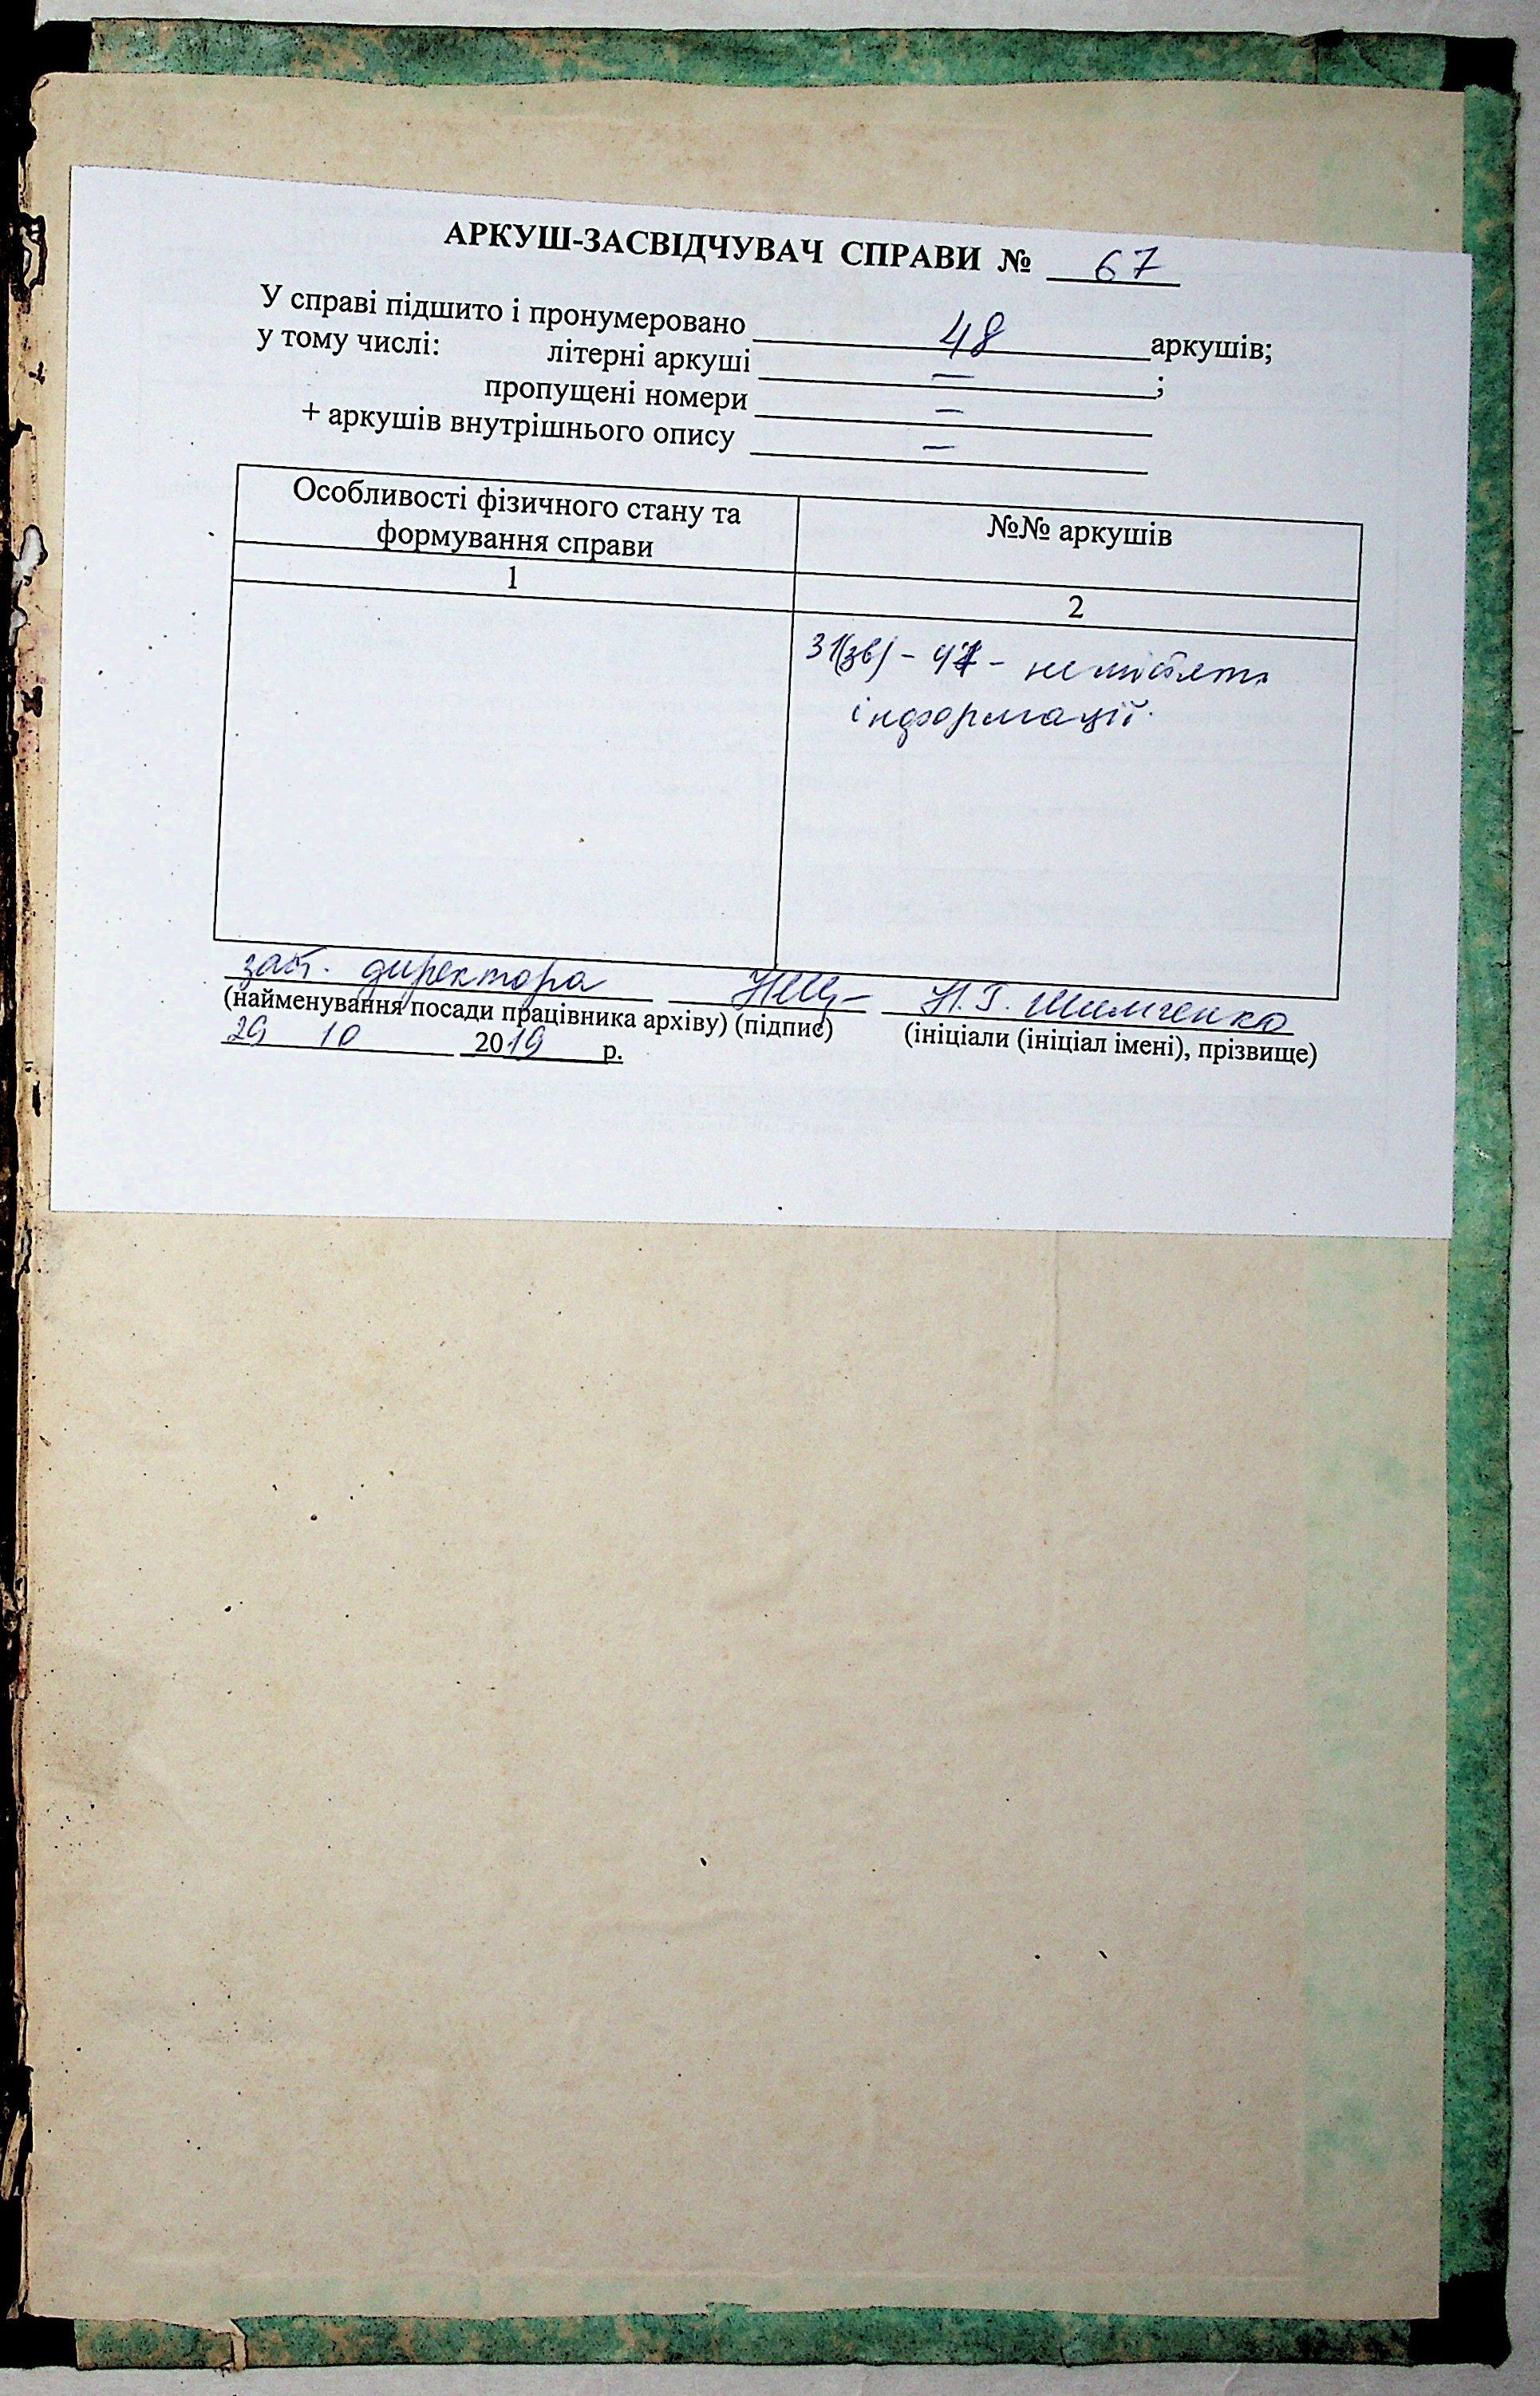 АРКУШ-ЗАСВІДЧУВАЧ СПРАВИ № 67
У справі підшито і пронумеровано 48 аркушів;
у тому числі: літерні аркуші – ;
пропущені номери –
+ аркушів внутрішнього опису –
Особливості фізичного стану та формування справи
№№ аркушів
1
2
31(зв) - 47 - не містять
інформації.
заст. директора Н.Г. Шимченко
(найменування посади працівника архіву) (підпис) (ініціали (ініціал імені), прізвище)
29 10 2019 р.